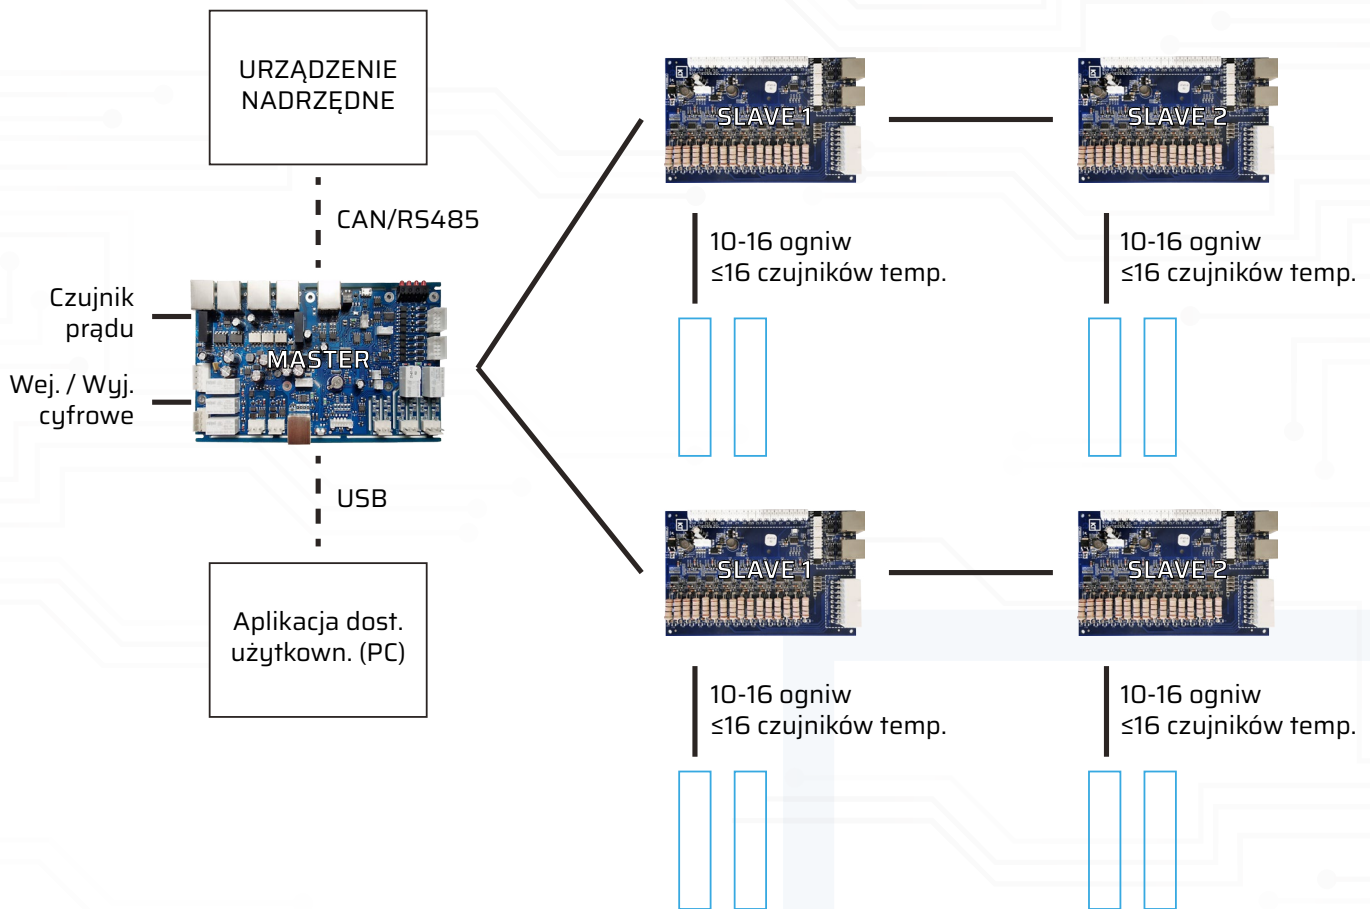 URZĄDZENIE
NADRZĘDNE
CAN/RS485
Czujnik
prądu
MASTER
Wej. / Wyj.
cyfrowe
USB
Aplikacja dost.
użytkown. (PC)
SLAVE 1
SLAVE 2
10-16 ogniw
≤16 czujników temp.
10-16 ogniw
≤16 czujników temp.
SLAVE 1
SLAVE 2
10-16 ogniw
≤16 czujników temp.
10-16 ogniw
≤16 czujników temp.